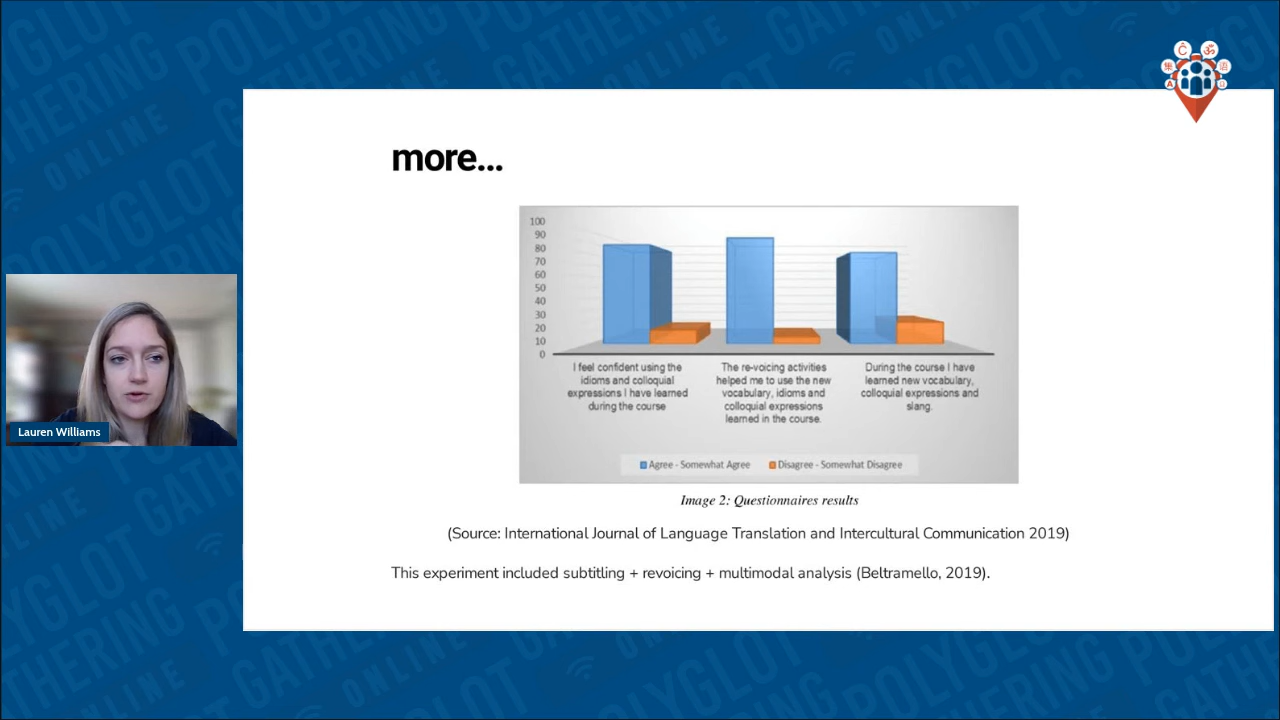 POLYGLOT
GATHERING
ONLINE
more...
100
90
80
70
60
50
40
30
20
10
0
I feel confident using the
idioms and colloquial
expressions I have learned
during the course
The re-voicing activities
helped me to use the new
vocabulary, idioms and
colloquial expressions
learned in the course.
During the course I have
learned new vocabulary,
colloquial expressions and
slang.
Agree - Somewhat Agree
Disagree - Somewhat Disagree
Image 2: Questionnaires results
(Source: International Journal of Language Translation and Intercultural Communication 2019)
This experiment included subtitling + revoicing + multimodal analysis (Beltramello, 2019).
Lauren Williams